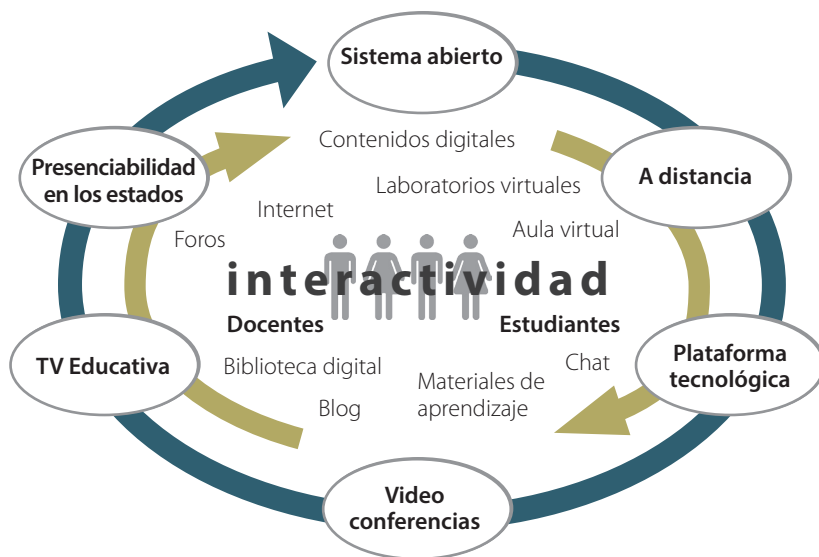 Sistema abierto
Contenidos digitales
Presenciabilidad
en los estados
Laboratorios virtuales
A distancia
Internet
Aula virtual
Foros
interactividad
Docentes
Estudiantes
TV Educativa
Biblioteca digital
Chat
Plataforma
tecnológica
Materiales de
aprendizaje
Blog
Video
conferencias